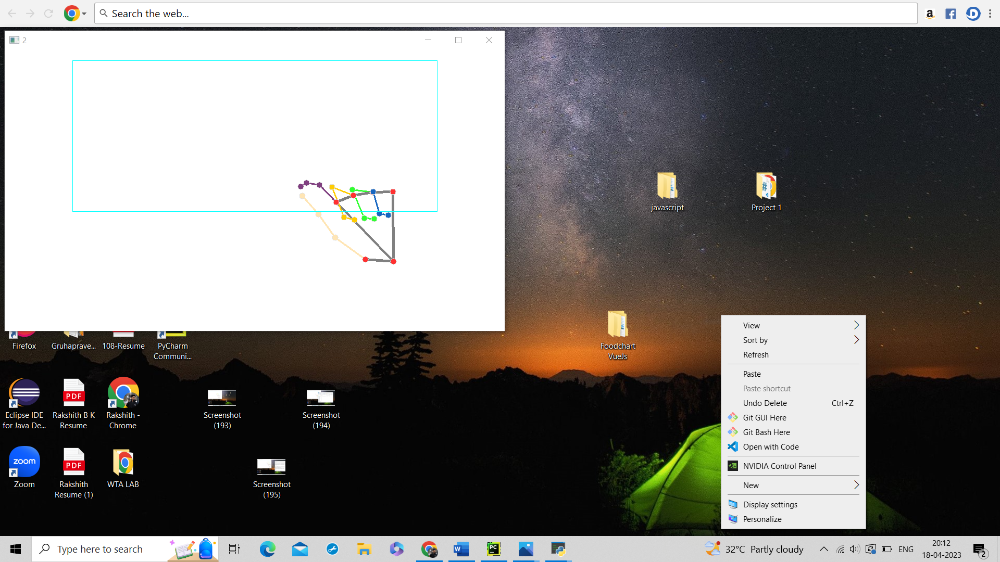 Search the web...
2
javascript
Project 1
Firefox
Gruhaprave...
108-Resume
PyCharm
Communi...
Foodchart
VueJs
View
Sort by
Refresh
Paste
Paste shortcut
Undo Delete Ctrl+Z
Git GUI Here
Git Bash Here
Open with Code
NVIDIA Control Panel
New
Display settings
Personalize
PDF
Eclipse IDE
for Java De...
Rakshith B K
Resume
Rakshith -
Chrome
Screenshot
(193)
Screenshot
(194)
zoom
PDF
Zoom
Rakshith
Resume (1)
WTA LAB
Screenshot
(195)
Type here to search
W
PC
32°C Partly cloudy
ENG
20:12
18-04-2023
2